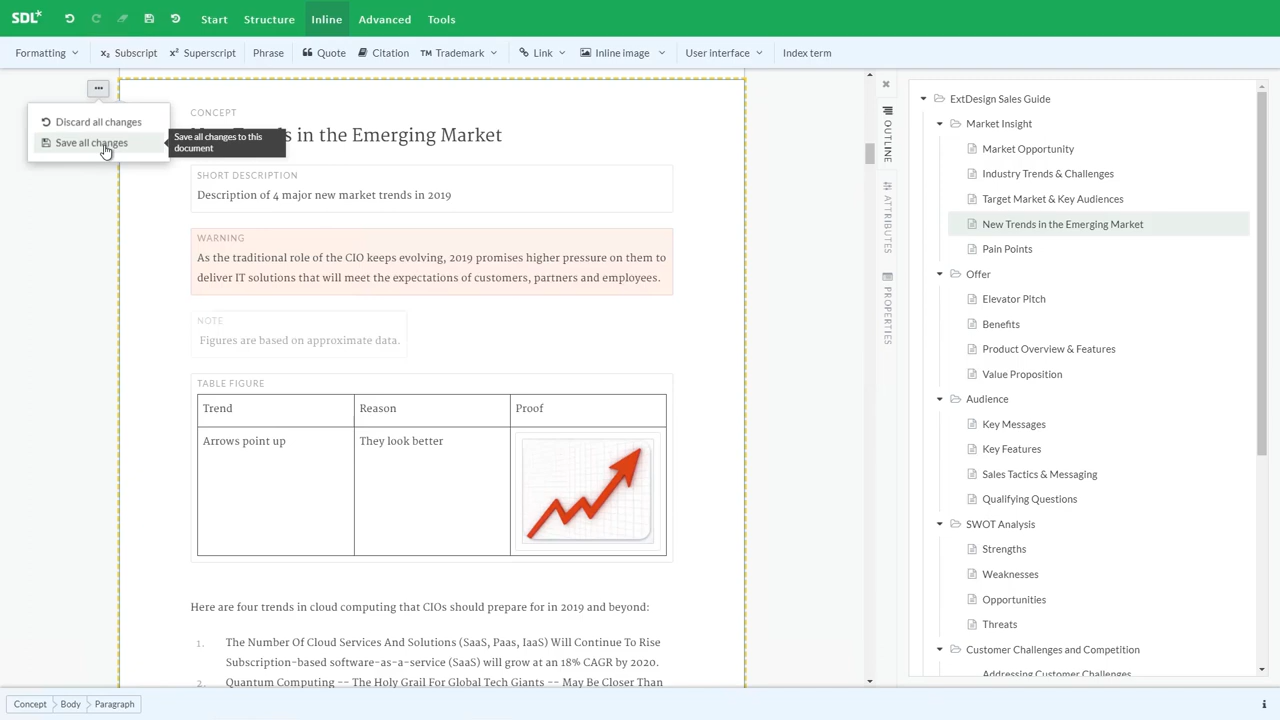 SDL*
Start
Structure
Inline
Advanced
Tools
Formatting
x₂ Subscript
x² Superscript
Phrase
Quote
Citation
TM Trademark
Link
Inline image
User interface
Index term
Discard all changes
Save all changes
Save all changes to this
document
CONCEPT
s in the Emerging Market
SHORT DESCRIPTION
Description of 4 major new market trends in 2019
WARNING
As the traditional role of the CIO keeps evolving, 2019 promises higher pressure on them to
deliver IT solutions that will meet the expectations of customers, partners and employees.
NOTE
Figures are based on approximate data.
TABLE FIGURE
Trend
Reason
Proof
Arrows point up
They look better
Here are four trends in cloud computing that CIOs should prepare for in 2019 and beyond:
1. The Number Of Cloud Services And Solutions (SaaS, Paas, IaaS) Will Continue To Rise
Subscription-based software-as-a-service (SaaS) will grow at an 18% CAGR by 2020.
2. Quantum Computing -- The Holy Grail For Global Tech Giants -- May Be Closer Than
OUTLINE
ATTRIBUTES
PROPERTIES
ExtDesign Sales Guide
Market Insight
Market Opportunity
Industry Trends & Challenges
Target Market & Key Audiences
New Trends in the Emerging Market
Pain Points
Offer
Elevator Pitch
Benefits
Product Overview & Features
Value Proposition
Audience
Key Messages
Key Features
Sales Tactics & Messaging
Qualifying Questions
SWOT Analysis
Strengths
Weaknesses
Opportunities
Threats
Customer Challenges and Competition
Addressing Customer Challenges
Concept
Body
Paragraph